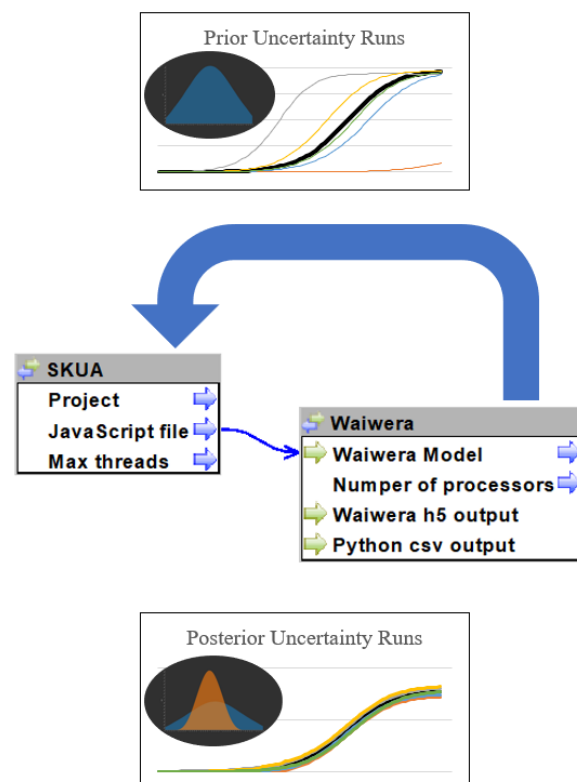 Prior Uncertainty Runs
SKUA
Project
JavaScript file
Max threads
Waiwera
Waiwera Model
Numper of processors
Waiwera h5 output
Python csv output
Posterior Uncertainty Runs